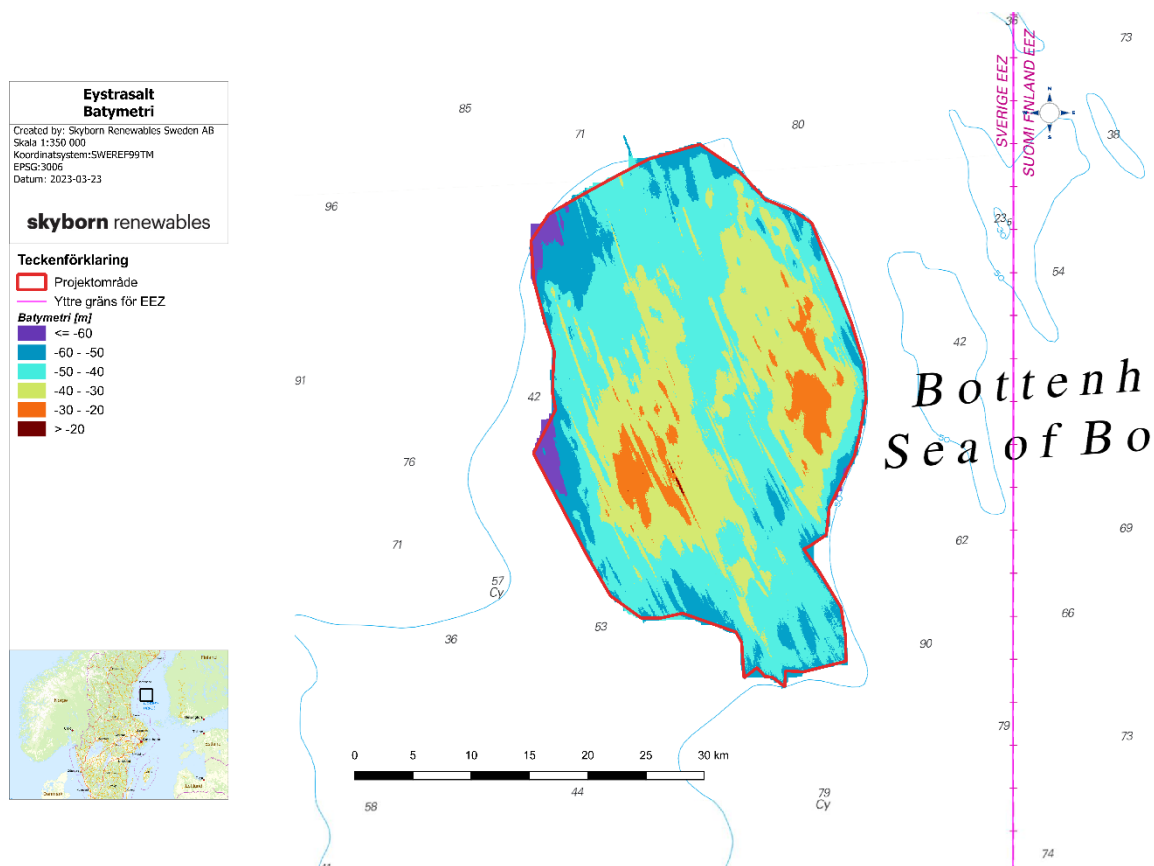 Eystrasalt
Batymetri
Created by: Skyborn Renewables Sweden AB
Skala 1:350 000
Koordinatsystem:SWEREF99TM
EPSG:3006
Datum: 2023-03-23
skyborn renewables
Teckenförklaring
Projektområde
Yttre gräns för EEZ
Batymetri [m]
<= -60
-60 - -50
-50 - -40
-40 - -30
-30 - -20
> -20
36
73
SVERIGE EEZ
SUOMI FINLAND EEZ
85
71
80
38
96
23
64
91
42
42
Bottenh
Sea of Bo
50
76
71
62
69
57
Cy
36
53
66
90
79
73
0 5 10 15 20 25 30 km
58
44
79
Cy
74